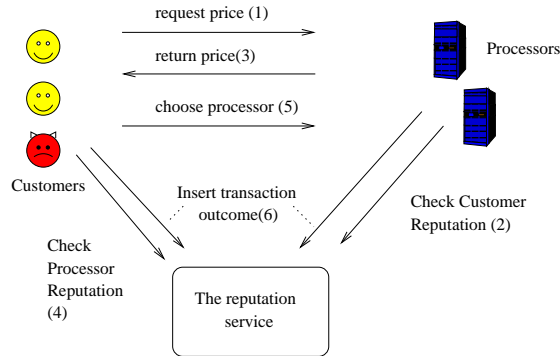 request price (1)
return price(3)
Processors
choose processor (5)
Customers
Insert transaction
outcome(6)
Check Customer
Reputation (2)
Check
Processor
Reputation
(4)
The reputation
service